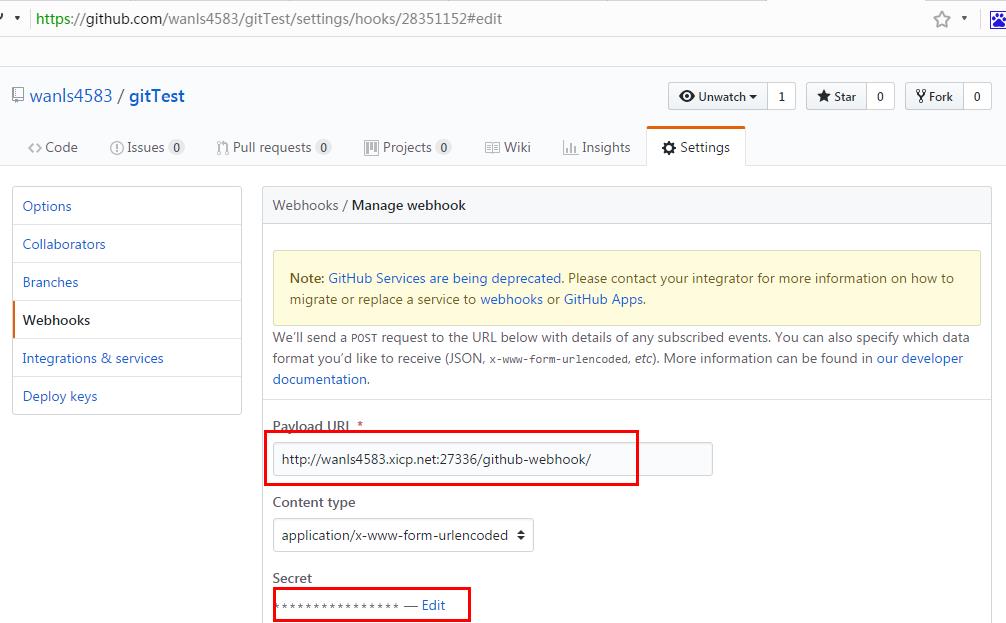 https://github.com/wanls4583/gitTest/settings/hooks/28351152#edit
wanls4583 / gitTest
Unwatch 1 Star 0 Fork 0
Code Issues 0 Pull requests 0 Projects 0 Wiki Insights Settings
Options
Collaborators
Branches
Webhooks
Integrations & services
Deploy keys
Webhooks / Manage webhook
Note: GitHub Services are being deprecated. Please contact your integrator for more information on how to
migrate or replace a service to webhooks or GitHub Apps.
We'll send a POST request to the URL below with details of any subscribed events. You can also specify which data
format you'd like to receive (JSON, x-www-form-urlencoded, etc). More information can be found in our developer
documentation.
Payload URL *
http://wanls4583.xicp.net:27336/github-webhook/
Content type
application/x-www-form-urlencoded
Secret
**************** — Edit